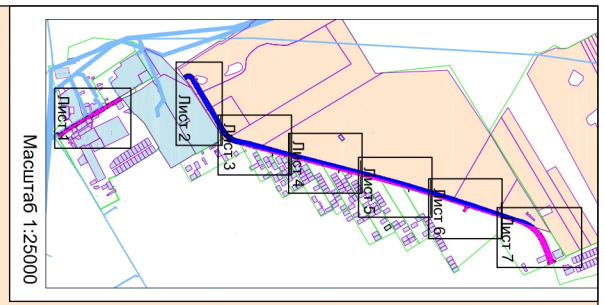 Лист 1
Лист 2
Лист 3
Лист 4
Лист 5
Лист 6
Лист 7
Масштаб 1:25000